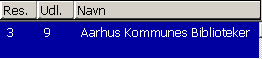 Res. Udl. Navn
3 9 Aarhus Kommunes Biblioteker